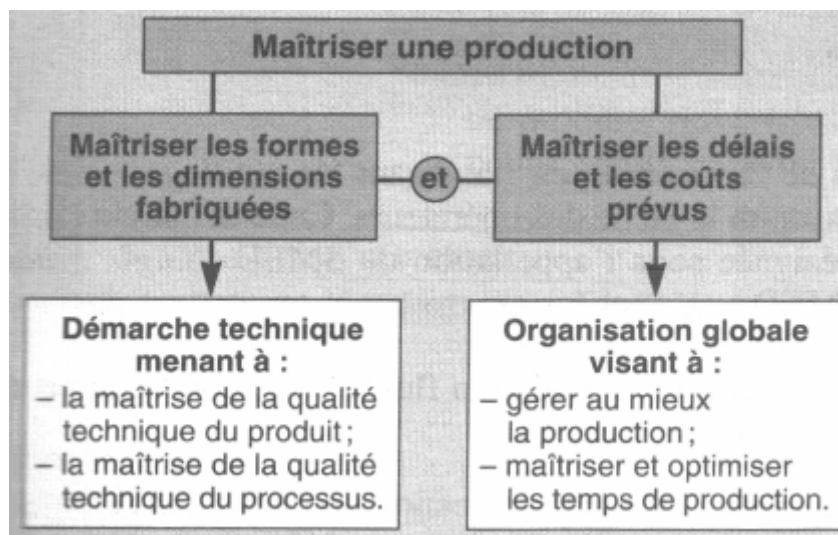 Maîtriser une production
Maîtriser les formes
et les dimensions
fabriquées
et
Maîtriser les délais
et les coûts
prévus
Démarche technique
menant à :
– la maîtrise de la qualité
technique du produit ;
– la maîtrise de la qualité
technique du processus.
Organisation globale
visant à :
– gérer au mieux
la production ;
– maîtriser et optimiser
les temps de production.